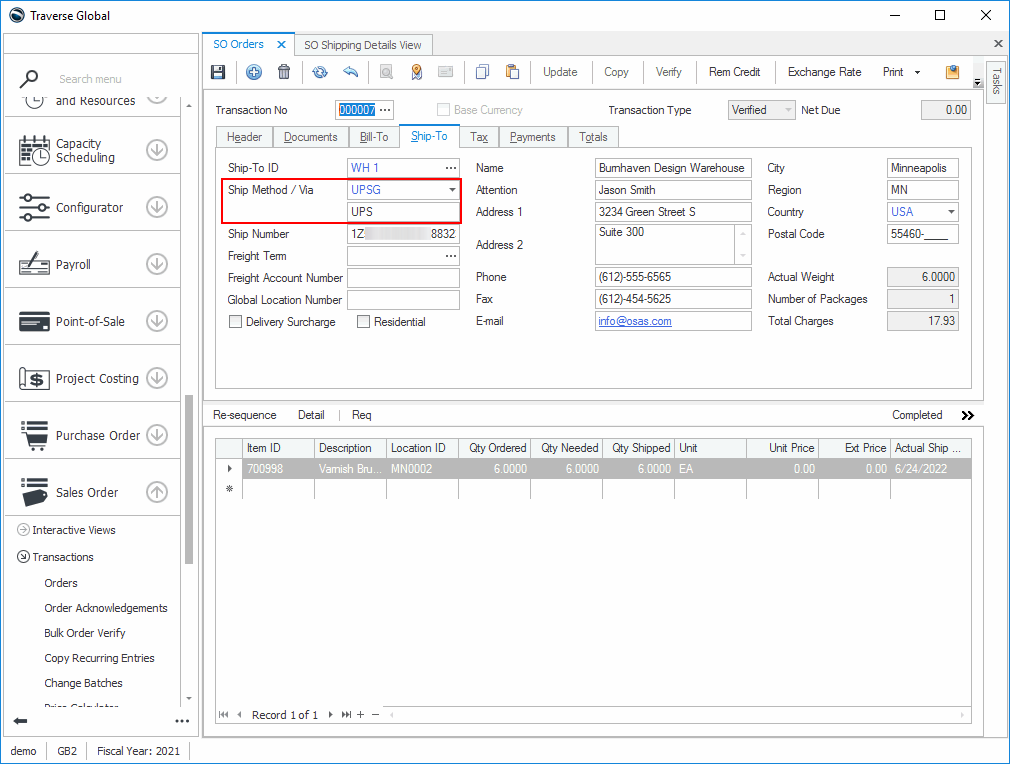 Traverse Global
SO Orders
SO Shipping Details View
Search menu
and Resources
Capacity
Scheduling
Configurator
Payroll
Point-of-Sale
Project Costing
Purchase Order
Sales Order
Interactive Views
Transactions
Orders
Order Acknowledgements
Bulk Order Verify
Copy Recurring Entries
Change Batches
Price Calculator
Update Copy Verify Rem Credit Exchange Rate Print
Tasks
Transaction No 000007 Base Currency Transaction Type Verified Net Due 0.00
Header Documents Bill-To Ship-To Tax Payments Totals
Ship-To ID WH 1 Name Burnhaven Design Warehouse City Minneapolis
Ship Method / Via UPSG Attention Jason Smith Region MN
UPS Address 1 3234 Green Street S Country USA
Ship Number 1Z 8832 Address 2 Suite 300 Postal Code 55460-____
Freight Term
Freight Account Number Phone (612)-555-6565 Actual Weight 6.0000
Global Location Number Fax (612)-454-5625 Number of Packages 1
Delivery Surcharge Residential E-mail info@osas.com Total Charges 17.93
Re-sequence Detail Req Completed
Item ID Description Location ID Qty Ordered Qty Needed Qty Shipped Unit Unit Price Ext Price Actual Ship ...
700998 Varnish Bru... MN0002 6.0000 6.0000 6.0000 EA 0.00 0.00 6/24/2022
Record 1 of 1
demo GB2 Fiscal Year: 2021